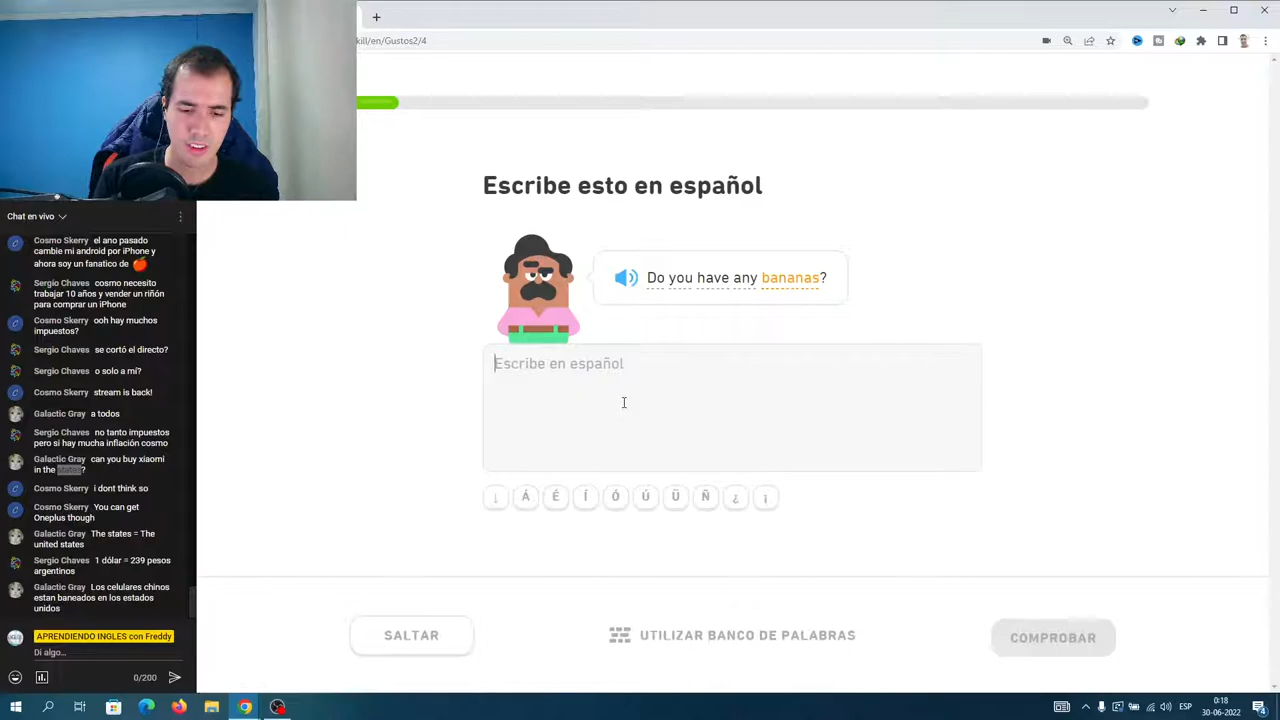 kill/en/Gustos2/4
Chat en vivo
Cosmo Skerry el ano pasado
cambie mi android por iPhone y
ahora soy un fanatico de
Sergio Chaves cosmo necesito
trabajar 10 años y vender un riñón
para comprar un iPhone
Cosmo Skerry ooh hay muchos
impuestos?
Sergio Chaves se cortó el directo?
Sergio Chaves o solo a mí?
Cosmo Skerry stream is back!
Galactic Gray a todos
Sergio Chaves no tanto impuestos
pero si hay mucha inflación cosmo
Galactic Gray can you buy xiaomi
in the states?
Cosmo Skerry i dont think so
Cosmo Skerry You can get
Oneplus though
Galactic Gray The states = The
united states
Sergio Chaves 1 dólar = 239 pesos
argentinos
Galactic Gray Los celulares chinos
estan baneados en los estados
unidos
APRENDIENDO INGLES con Freddy
Di algo...
0/200
Escribe esto en español
Do you have any bananas?
Escribe en español
↓ Á É Í Ó Ú Ü Ñ ¿ ¡
SALTAR
UTILIZAR BANCO DE PALABRAS
COMPROBAR
ESP
0:18
30-06-2022
4